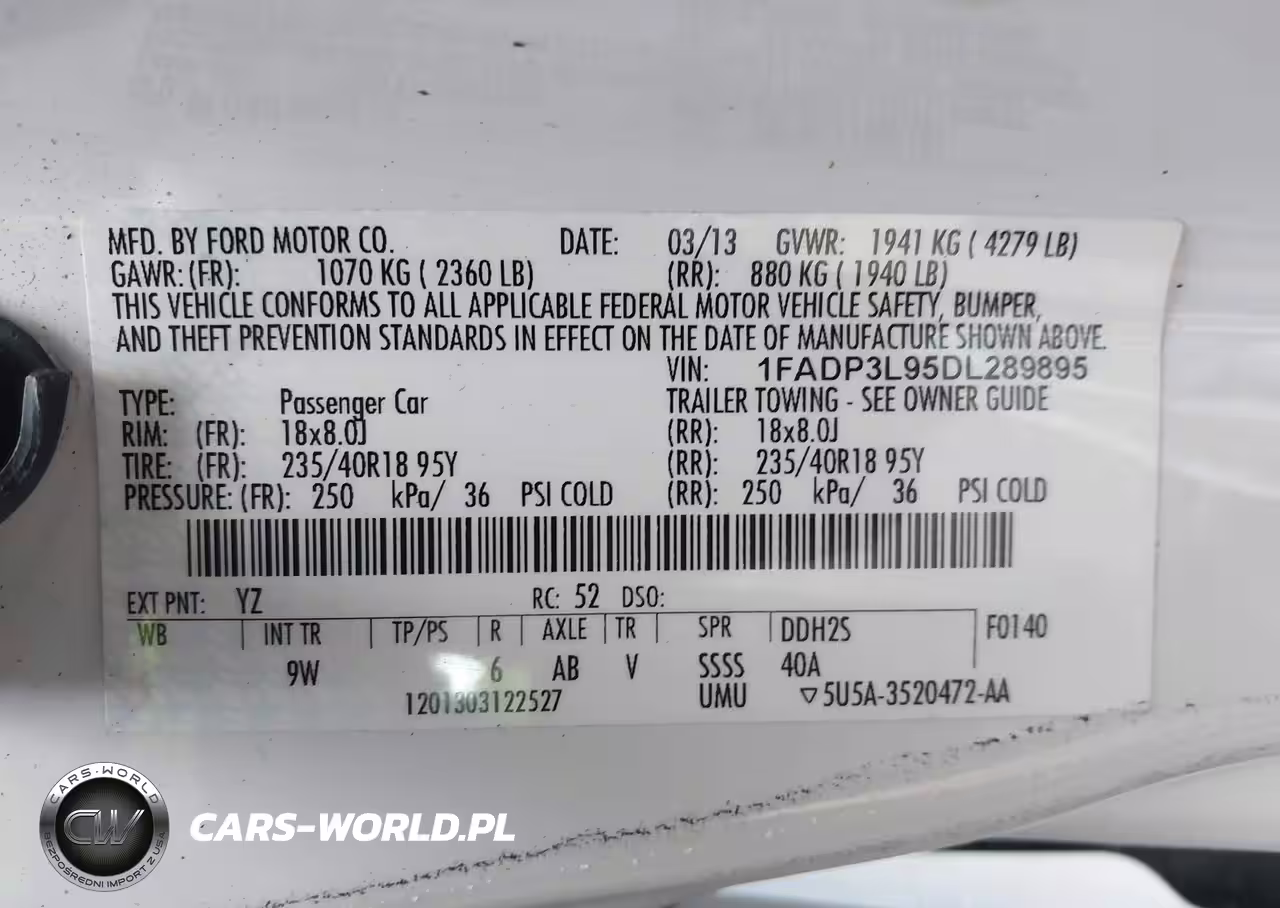 MFD. BY FORD MOTOR CO. DATE: 03/13 GVWR: 1941 KG ( 4279 LB)
GAWR: (FR): 1070 KG ( 2360 LB) (RR): 880 KG ( 1940 LB)
THIS VEHICLE CONFORMS TO ALL APPLICABLE FEDERAL MOTOR VEHICLE SAFETY, BUMPER,
AND THEFT PREVENTION STANDARDS IN EFFECT ON THE DATE OF MANUFACTURE SHOWN ABOVE.
VIN: 1FADP3L95DL289895
TYPE: Passenger Car TRAILER TOWING - SEE OWNER GUIDE
RIM: (FR): 18x8.0J (RR): 18x8.0J
TIRE: (FR): 235/40R18 95Y (RR): 235/40R18 95Y
PRESSURE: (FR): 250 kPa/ 36 PSI COLD (RR): 250 kPa/ 36 PSI COLD
EXT PNT: YZ RC: 52 DSO:
WB INT TR TP/PS R AXLE TR SPR DDH2S F0140
9W 6 AB V SSSS 40A
1201303122527 UMU ▽5U5A-3520472-AA
CARS-WORLD
CW
BEZPOŚREDNI IMPORT Z USA
CARS-WORLD.PL